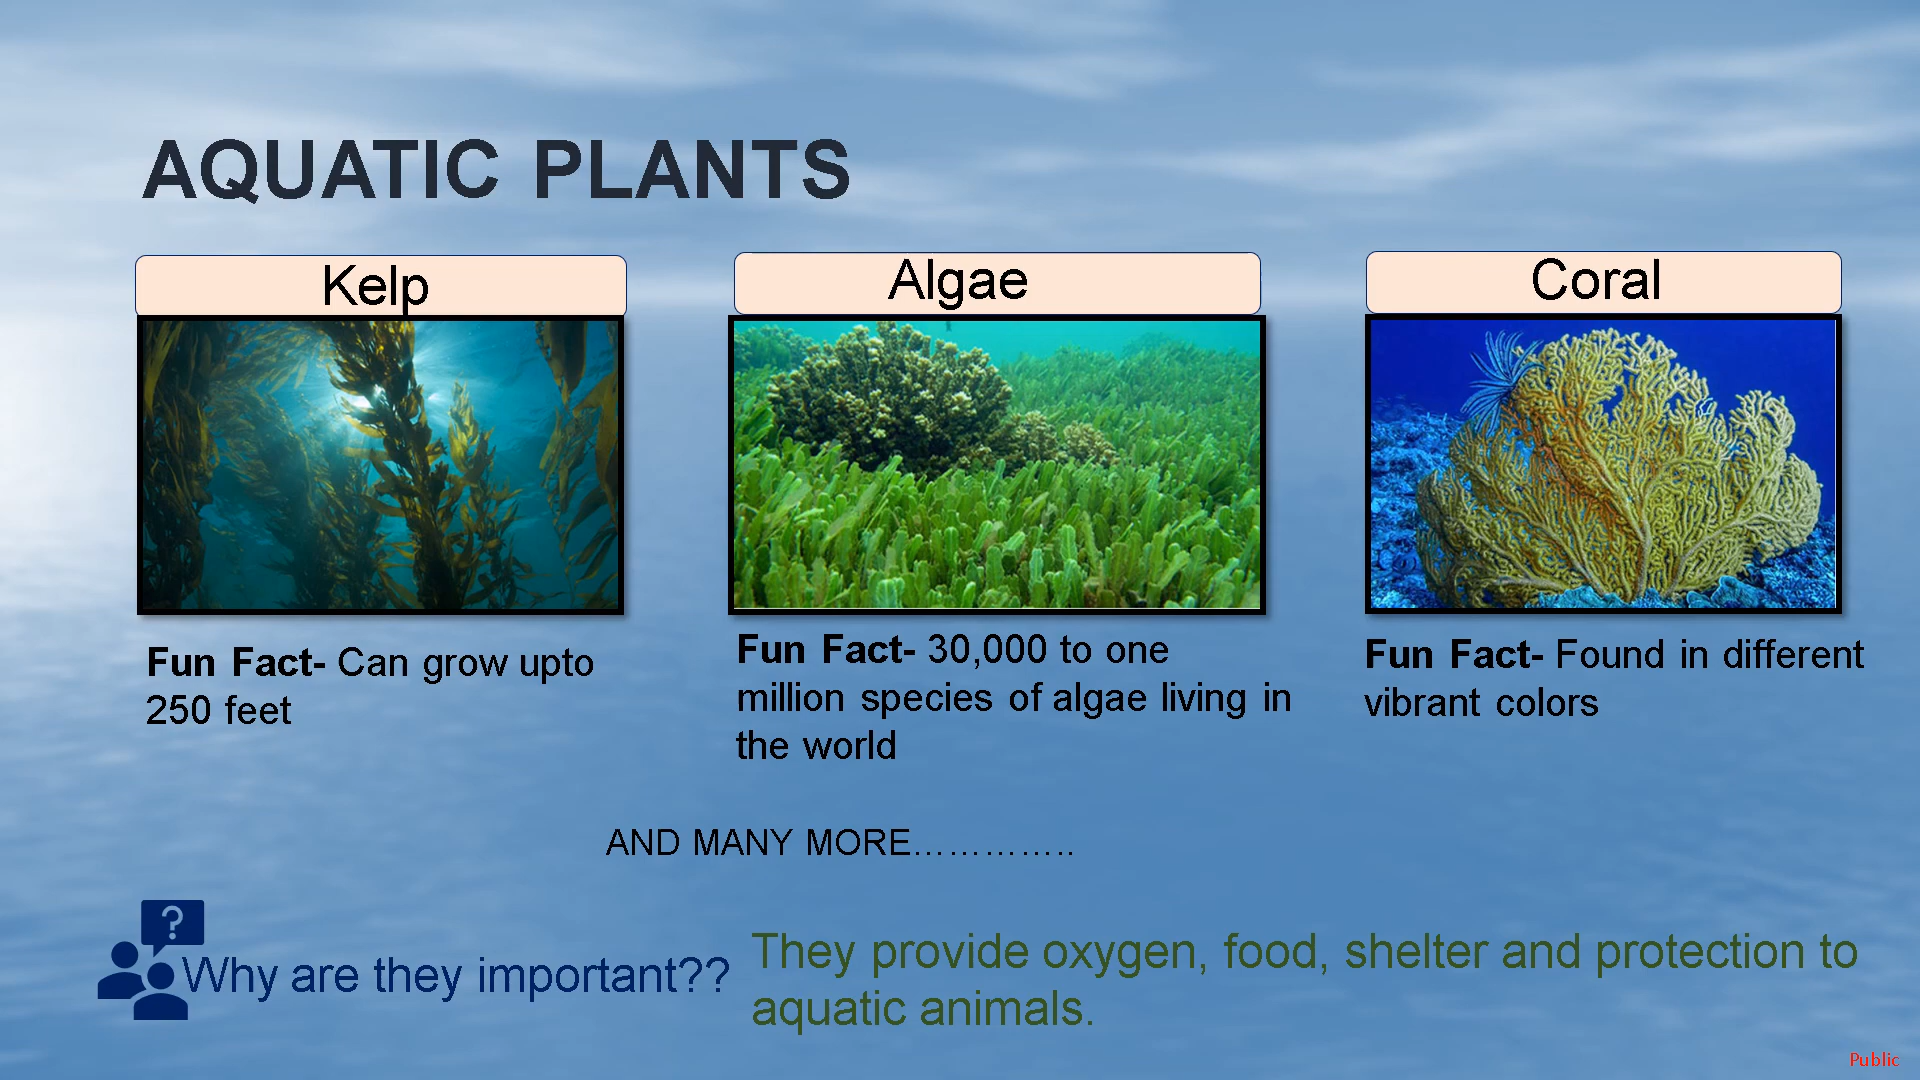 AQUATIC PLANTS
Kelp
Algae
Coral
Fun Fact- Can grow upto
250 feet
Fun Fact- 30,000 to one
million species of algae living in
the world
Fun Fact- Found in different
vibrant colors
AND MANY MORE…………..
?
Why are they important??
They provide oxygen, food, shelter and protection to
aquatic animals.
Public